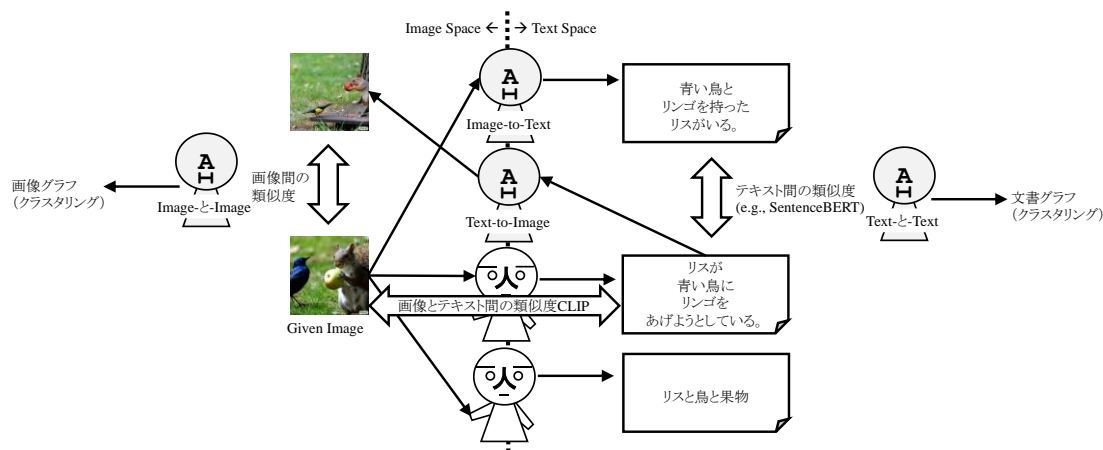 Image Space ← → Text Space
AI
Image-to-Text
青い鳥と
リンゴを持った
リスがいる。
画像グラフ
(クラスタリング)
AI
Image-と-Image
画像間の
類似度
AI
Text-to-Image
テキスト間の類似度
(e.g., SentenceBERT)
AI
Text-と-Text
文書グラフ
(クラスタリング)
Given Image
人
画像とテキスト間の類似度CLIP
リスが
青い鳥に
リンゴを
あげようとしている。
人
リスと鳥と果物